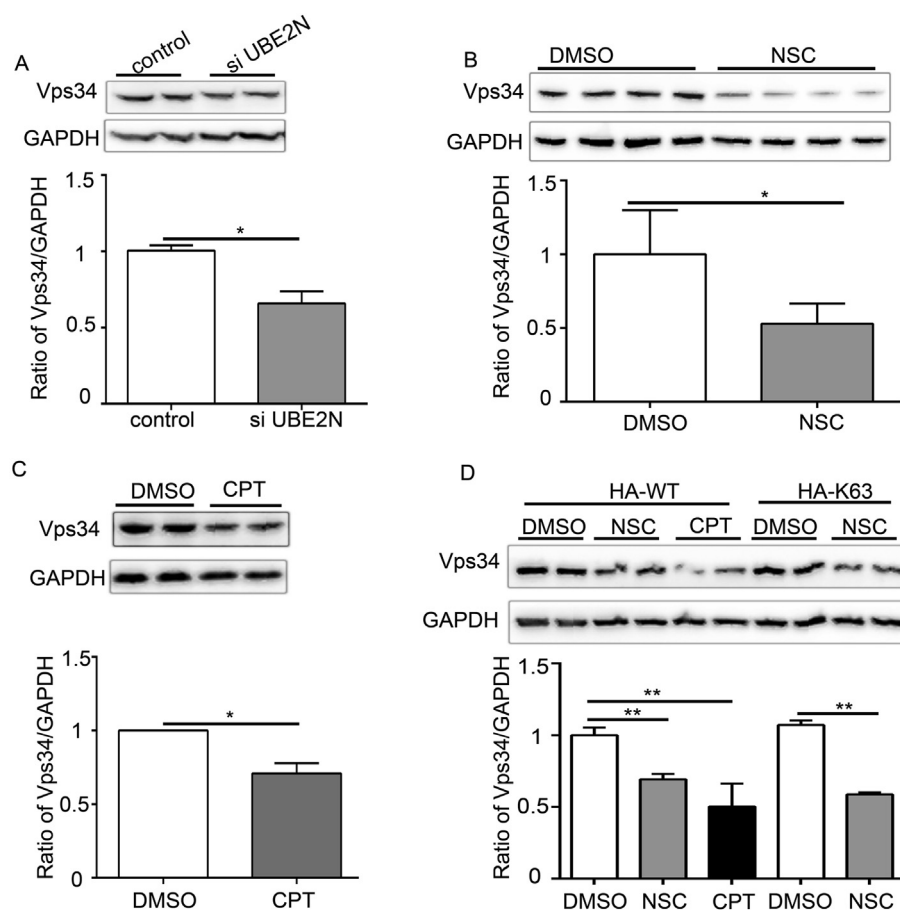 A
control si UBE2N
Vps34
GAPDH
Ratio of Vps34/GAPDH
1.5
1
0.5
0
*
control si UBE2N
B
DMSO NSC
Vps34
GAPDH
Ratio of Vps34/GAPDH
1.5
1
0.5
0
*
DMSO NSC
C
DMSO CPT
Vps34
GAPDH
Ratio of Vps34/GAPDH
1.5
1
0.5
0
*
DMSO CPT
D
HA-WT HA-K63
DMSO NSC CPT DMSO NSC
Vps34
GAPDH
Ratio of Vps34/GAPDH
1.5
1
0.5
0
**
** **
DMSO NSC CPT DMSO NSC